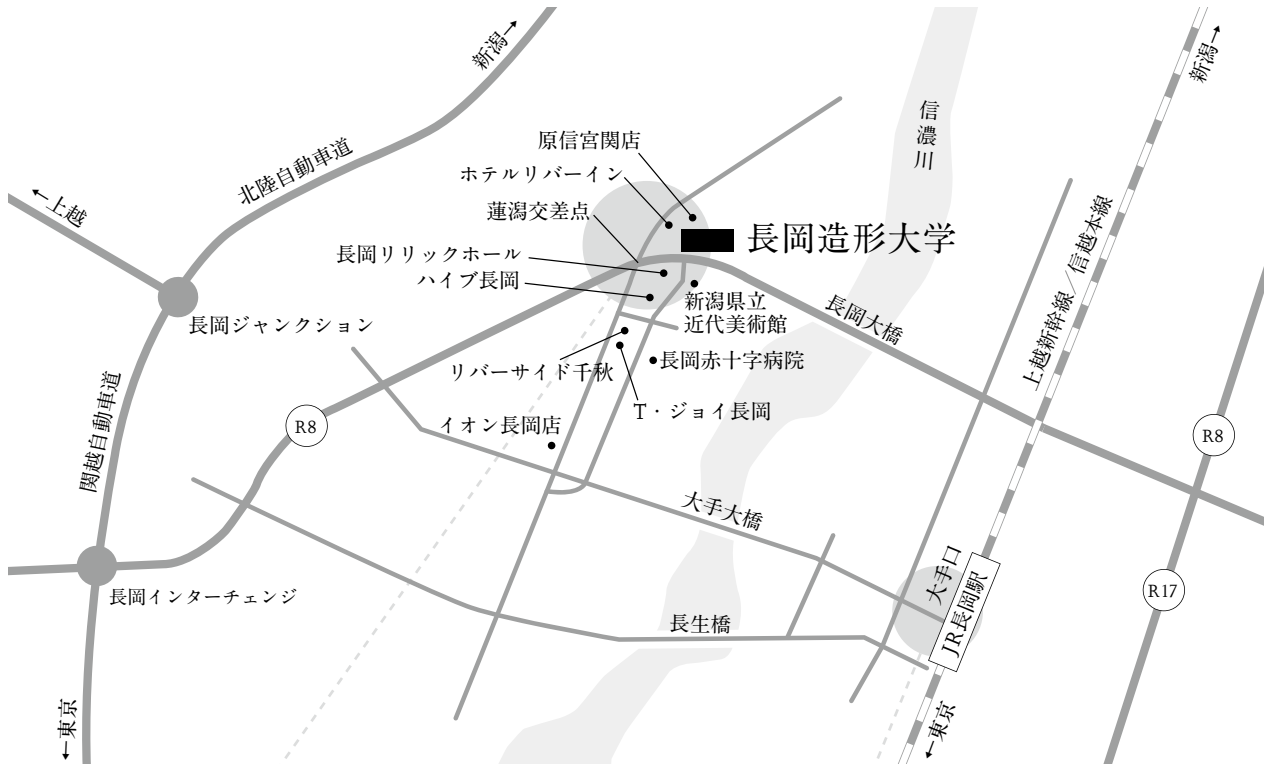 新潟→
新潟→
信濃川
北陸自動車道
←上越
原信宮関店
ホテルリバーイン
蓮潟交差点
長岡造形大学
長岡リリックホール
ハイブ長岡
新潟県立
近代美術館
長岡大橋
上越新幹線/信越本線
長岡ジャンクション
長岡赤十字病院
リバーサイド千秋
T・ジョイ長岡
イオン長岡店
R8
R8
関越自動車道
大手大橋
大手口
JR長岡駅
R17
長岡インターチェンジ
長生橋
←東京
←東京